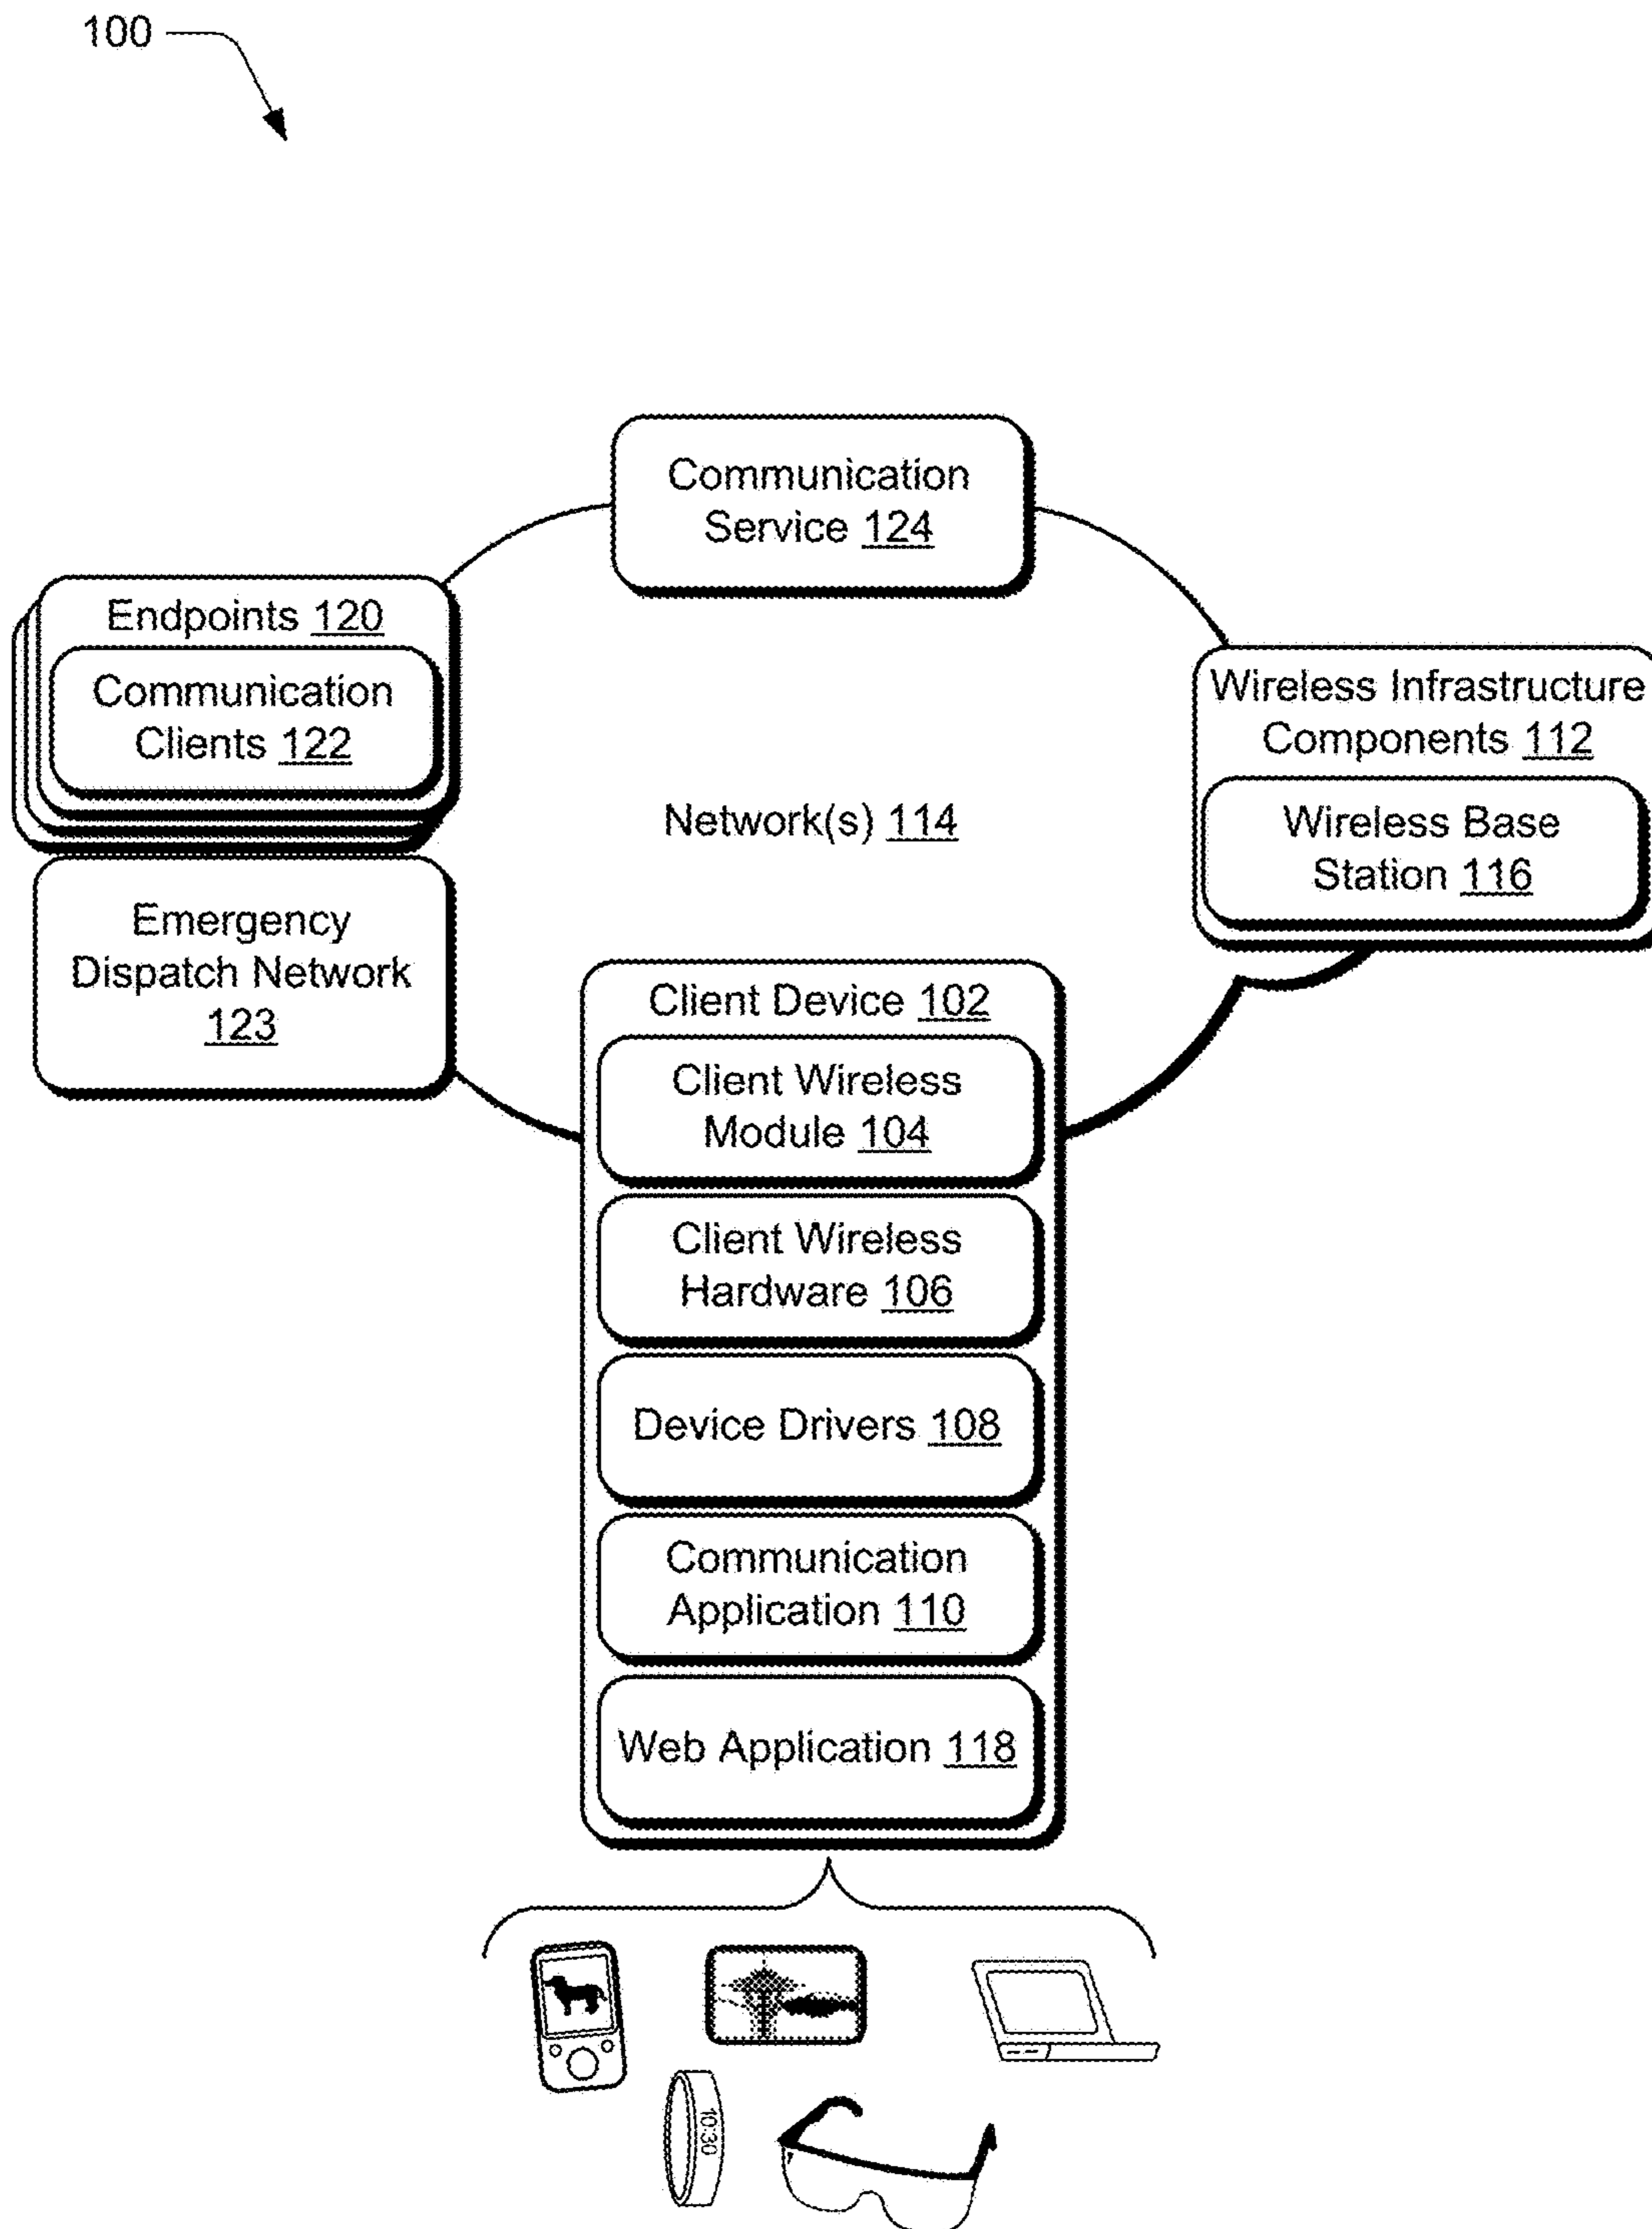 100
Communication
Service 124
Endpoints 120
Communication
Clients 122
Wireless Infrastructure
Components 112
Wireless Base
Station 116
Network(s) 114
Emergency
Dispatch Network
123
Client Device 102
Client Wireless
Module 104
Client Wireless
Hardware 106
Device Drivers 108
Communication
Application 110
Web Application 118
10:30